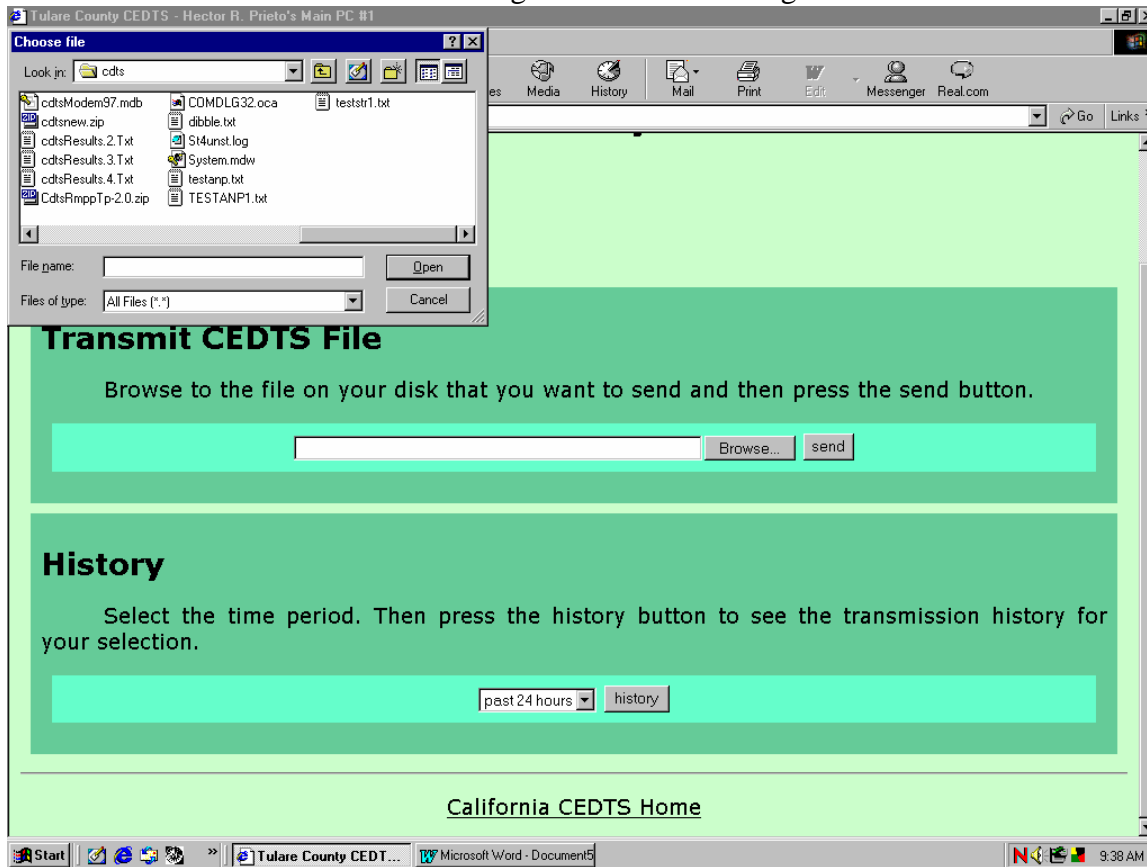 Tulare County CEDTS - Hector R. Prieto's Main PC #1
Choose file
Look in: cdts
cdtsModem97.mdb
cdtsnew.zip
cdtsResults.2.Txt
cdtsResults.3.Txt
cdtsResults.4.Txt
CdtsRmppTp-2.0.zip
COMDLG32.oca
dibble.txt
St4unst.log
System.mdw
testanp.txt
TESTANP1.txt
teststr1.txt
File name:
Open
Files of type: All Files (*.*)
Cancel
es Media History Mail Print Edit Messenger Real.com
Go Links
Transmit CEDTS File
Browse to the file on your disk that you want to send and then press the send button.
Browse... send
History
Select the time period. Then press the history button to see the transmission history for
your selection.
past 24 hours history
California CEDTS Home
Start » Tulare County CEDT... Microsoft Word - Document5 9:38 AM